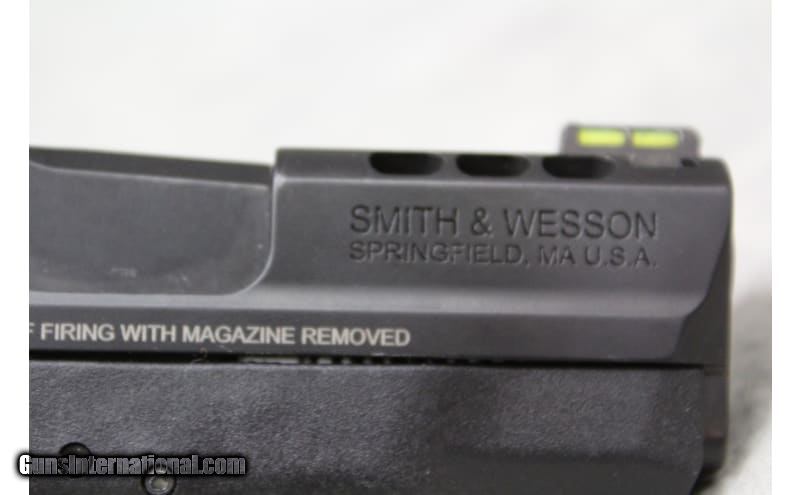 SMITH & WESSON
SPRINGFIELD, MA U.S.A.
FIRING WITH MAGAZINE REMOVED
GunsInternational.com